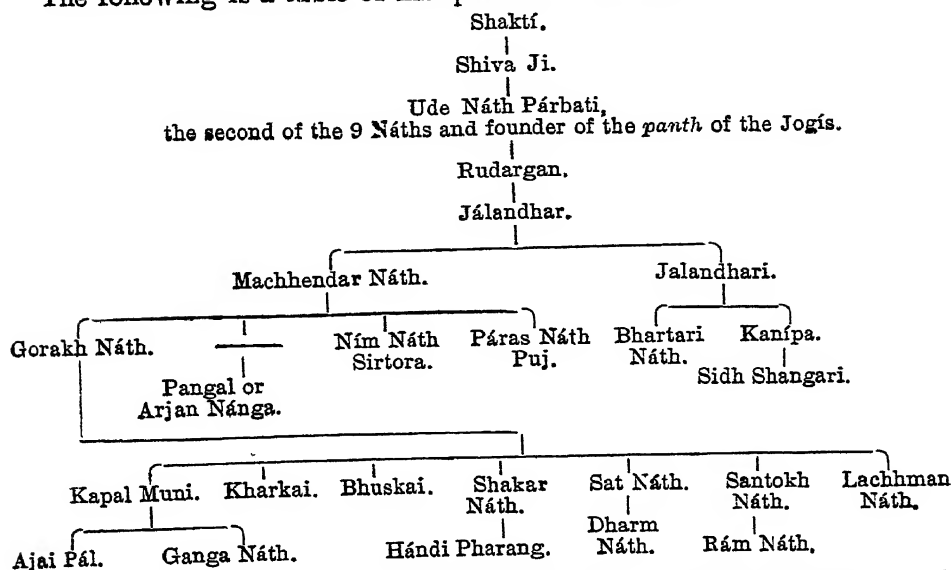 The following is a table of
Shaktí.
Shiva Ji.
Ude Náth Párbati,
the second of the 9 Náths and founder of the panth of the Jogís.
Rudargan.
Jálandhar.
Machhendar Náth. Jalandhari.
Gorakh Náth. Ním Náth Páras Náth Bhartari Kanípa.
Sirtora. Puj. Náth.
Sidh Shangari.
Pangal or
Arjan Nánga.
Kapal Muni. Kharkai. Bhuskai. Shakar Sat Náth. Santokh Lachhman
Náth. Náth. Náth.
Dharm
Ajai Pál. Ganga Náth. Hándi Pharang. Náth. Rám Náth.